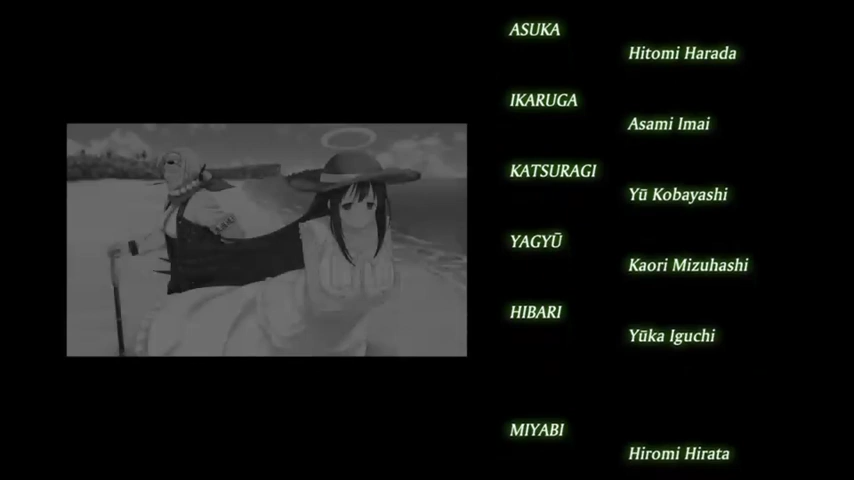 ASUKA
Hitomi Harada
IKARUGA
Asami Imai
KATSURAGI
Yū Kobayashi
YAGYŪ
Kaori Mizuhashi
HIBARI
Yūka Iguchi
MIYABI
Hiromi Hirata